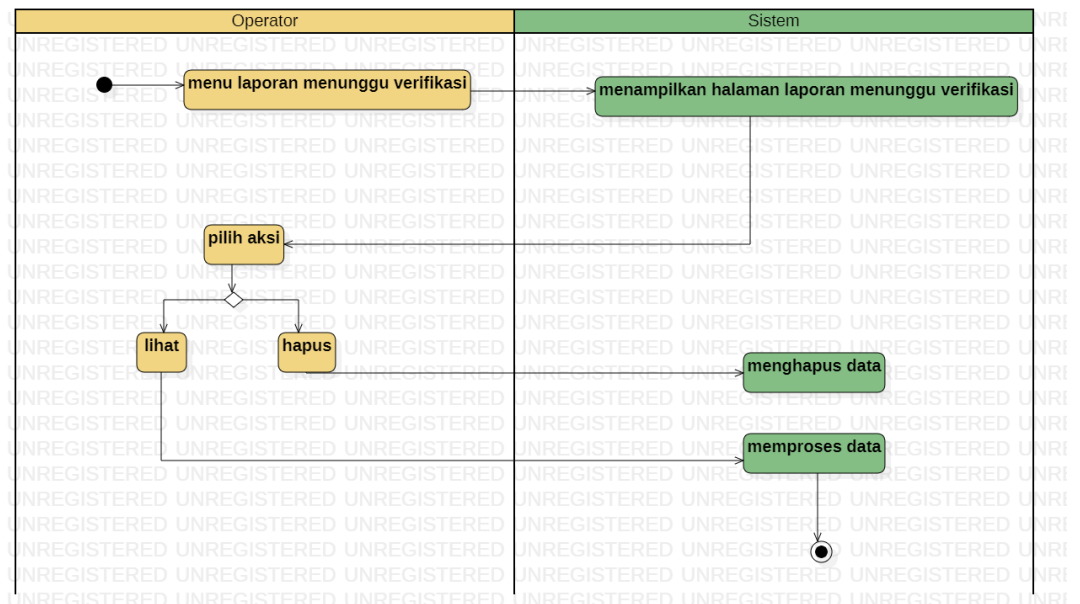 Operator
Sistem
menu laporan menunggu verifikasi
menampilkan halaman laporan menunggu verifikasi
pilih aksi
lihat
hapus
menghapus data
memproses data
UNREGISTERED